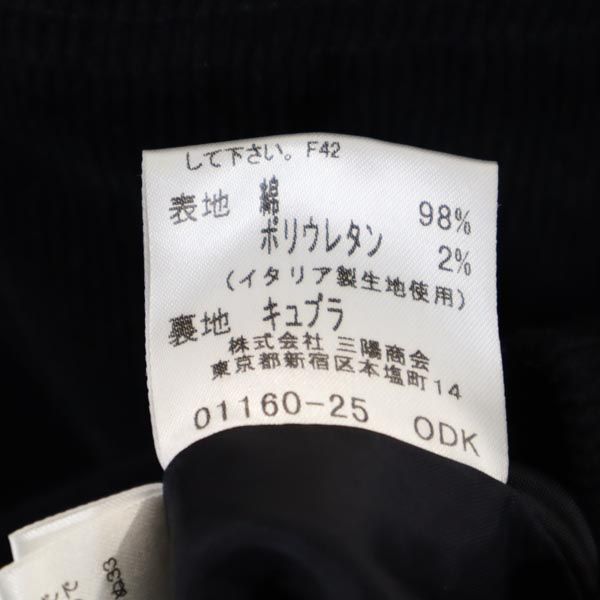 して下さい。F42
表地 綿 98%
ポリウレタン 2%
(イタリア製生地使用)
裏地 キュプラ
株式会社 三陽商会
東京都新宿区本塩町14
01160-25 ODK